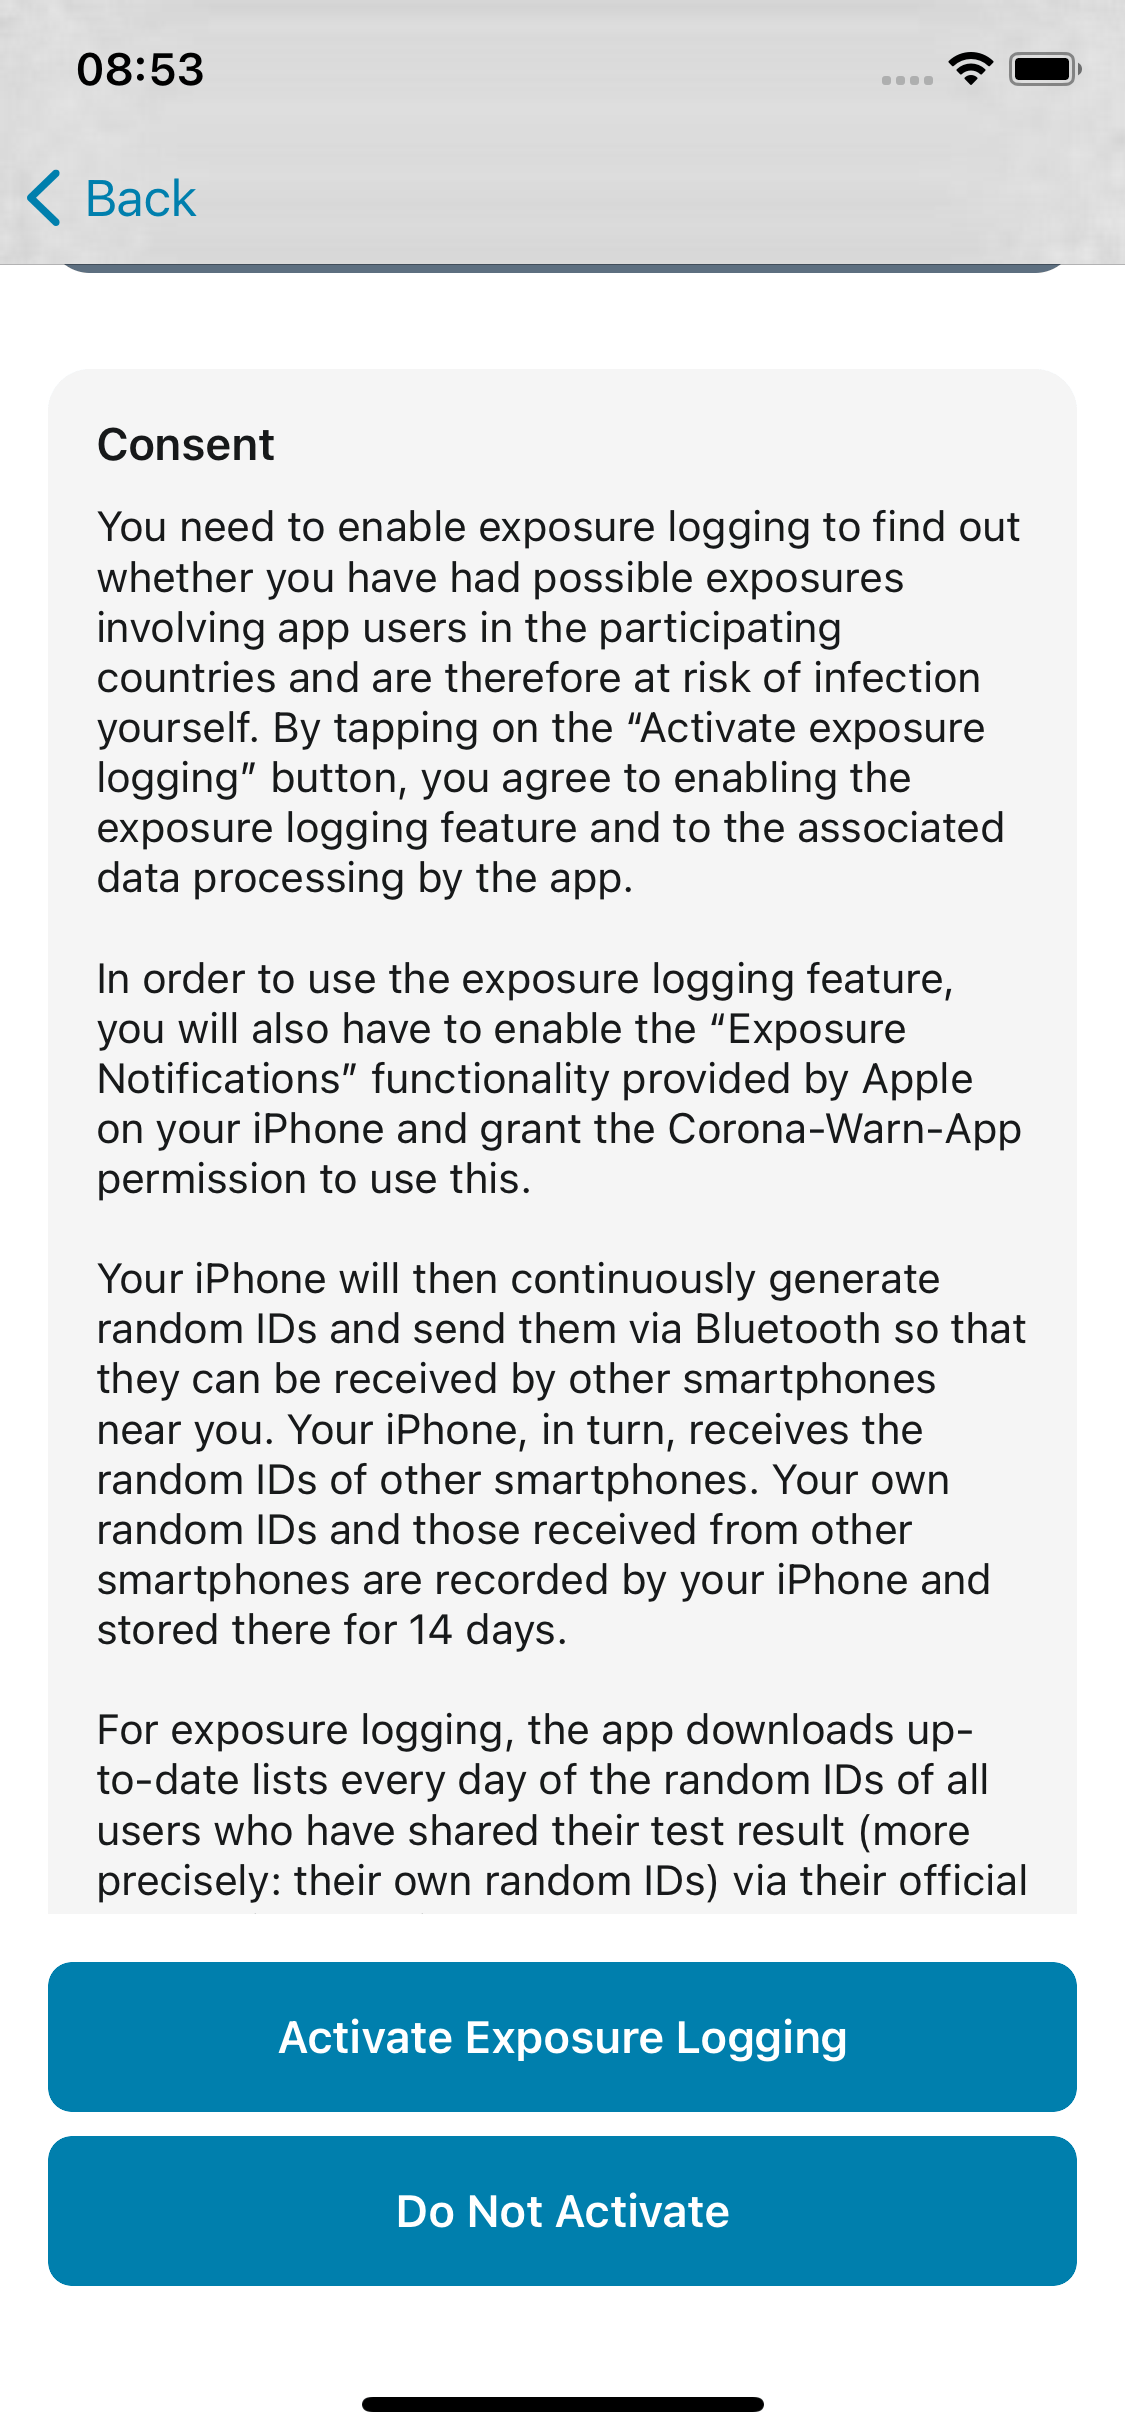 08:53
Back
Consent
You need to enable exposure logging to find out
whether you have had possible exposures
involving app users in the participating
countries and are therefore at risk of infection
yourself. By tapping on the “Activate exposure
logging” button, you agree to enabling the
exposure logging feature and to the associated
data processing by the app.
In order to use the exposure logging feature,
you will also have to enable the “Exposure
Notifications” functionality provided by Apple
on your iPhone and grant the Corona-Warn-App
permission to use this.
Your iPhone will then continuously generate
random IDs and send them via Bluetooth so that
they can be received by other smartphones
near you. Your iPhone, in turn, receives the
random IDs of other smartphones. Your own
random IDs and those received from other
smartphones are recorded by your iPhone and
stored there for 14 days.
For exposure logging, the app downloads up-
to-date lists every day of the random IDs of all
users who have shared their test result (more
precisely: their own random IDs) via their official
Activate Exposure Logging
Do Not Activate